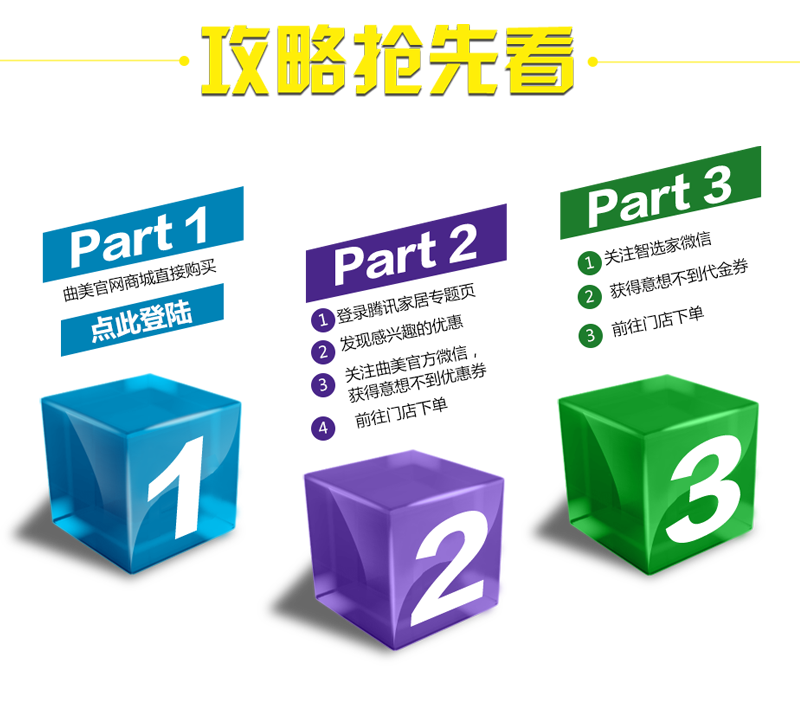 攻略抢先看
Part 1
曲美官网商城直接购买
点此登陆
1
Part 2
1 登录腾讯家居专题页
2 发现感兴趣的优惠
3 关注曲美官方微信，
获得意想不到优惠券
4 前往门店下单
2
Part 3
1 关注智选家微信
2 获得意想不到代金券
3 前往门店下单
3